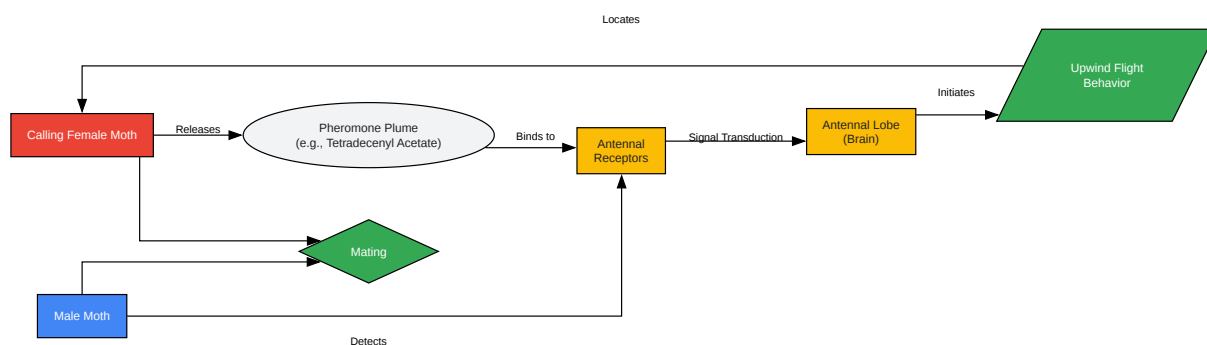 Locates
Upwind Flight
Behavior
Initiates
Calling Female Moth
Releases
Pheromone Plume
(e.g., Tetradecenyl Acetate)
Binds to
Antennal
Receptors
Signal Transduction
Antennal Lobe
(Brain)
Mating
Male Moth
Detects